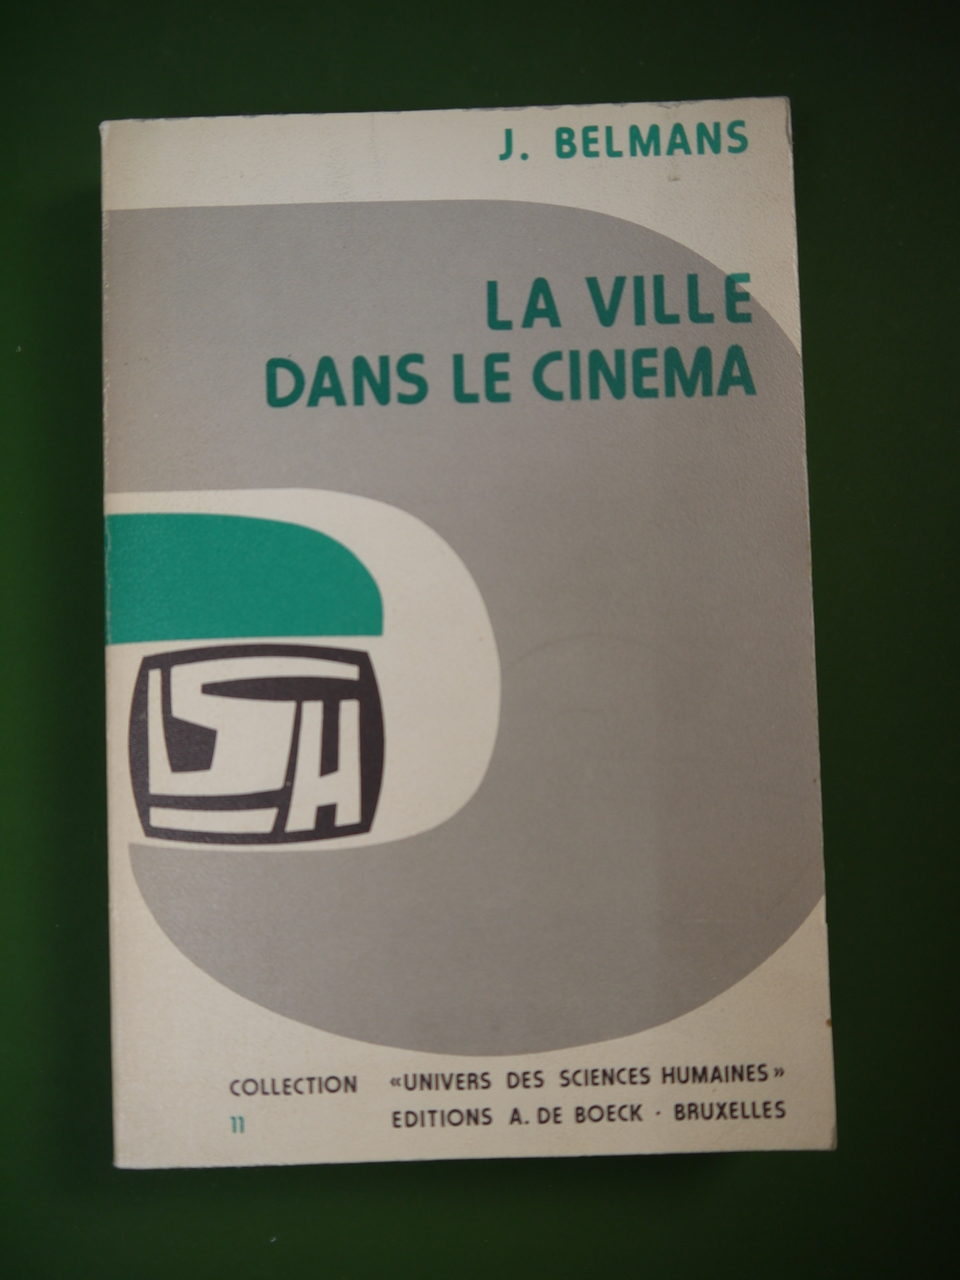 J. BELMANS
LA VILLE
DANS LE CINEMA
USH
COLLECTION «UNIVERS DES SCIENCES HUMAINES»
11 EDITIONS A. DE BOECK · BRUXELLES